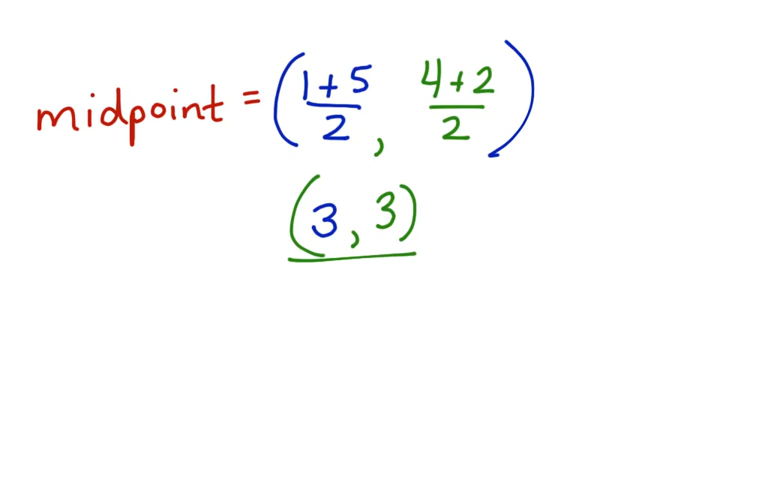 midpoint = ( (1+5)/2 , (4+2)/2 )
(3, 3)